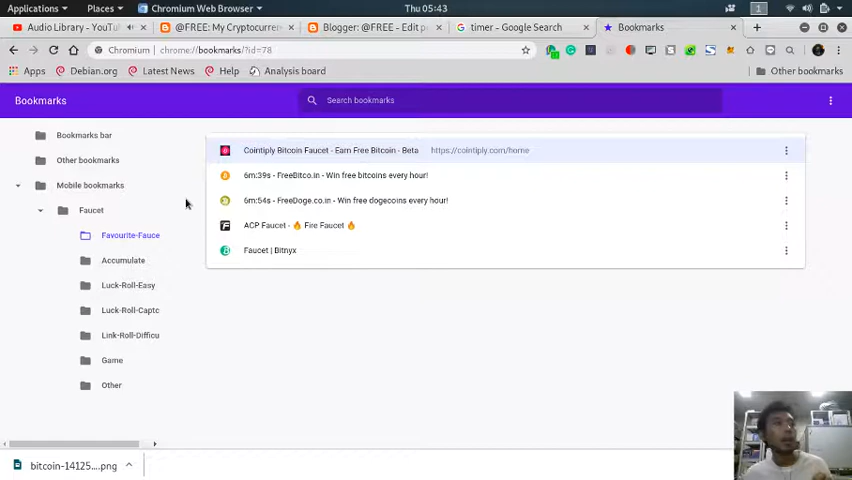 Applications Places Chromium Web Browser Thu 05:43 1
Audio Library - YouTub @FREE: My Cryptocurren Blogger: @FREE - Edit p timer - Google Search Bookmarks
Chromium | chrome://bookmarks/?id=78
Apps Debian.org Latest News Help Analysis board Other bookmarks
Bookmarks Search bookmarks
Bookmarks bar
Other bookmarks
Mobile bookmarks
Faucet
Favourite-Fauce
Accumulate
Luck-Roll-Easy
Luck-Roll-Captc
Link-Roll-Difficu
Game
Other
Cointiply Bitcoin Faucet - Earn Free Bitcoin - Beta https://cointiply.com/home
6m:39s - FreeBitco.in - Win free bitcoins every hour!
6m:54s - FreeDoge.co.in - Win free dogecoins every hour!
ACP Faucet - 🔥 Fire Faucet 🔥
Faucet | Bitnyx
bitcoin-14125....png